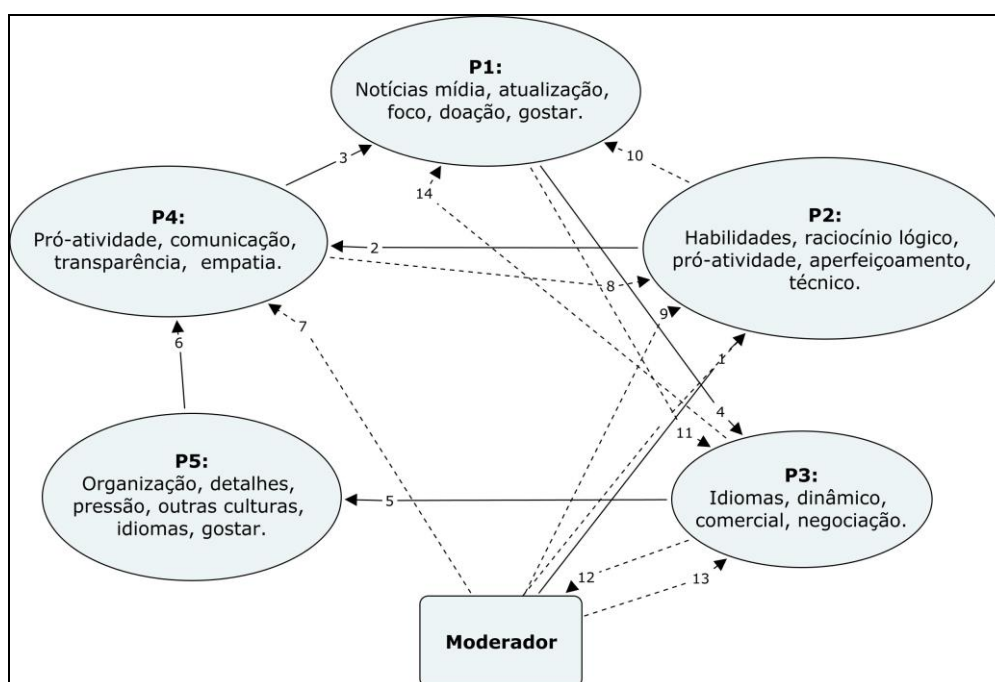 P1:
Notícias mídia, atualização,
foco, doação, gostar.
3
10
14
P4:
Pró-atividade, comunicação,
transparência, empatia.
P2:
Habilidades, raciocínio lógico,
pró-atividade, aperfeiçoamento,
técnico.
2
8
9
7
6
1
4
11
P5:
Organização, detalhes,
pressão, outras culturas,
idiomas, gostar.
5
P3:
Idiomas, dinâmico,
comercial, negociação.
12
13
Moderador